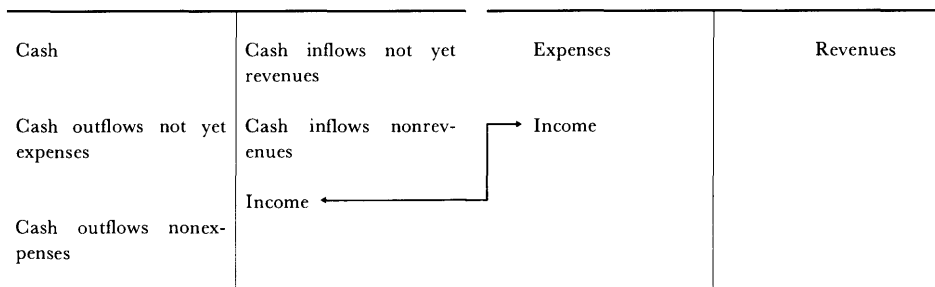 Cash
Cash outflows not yet
expenses
Cash outflows nonex-
penses
Cash inflows not yet
revenues
Cash inflows nonrev-
enues
Income
Expenses
Income
Revenues